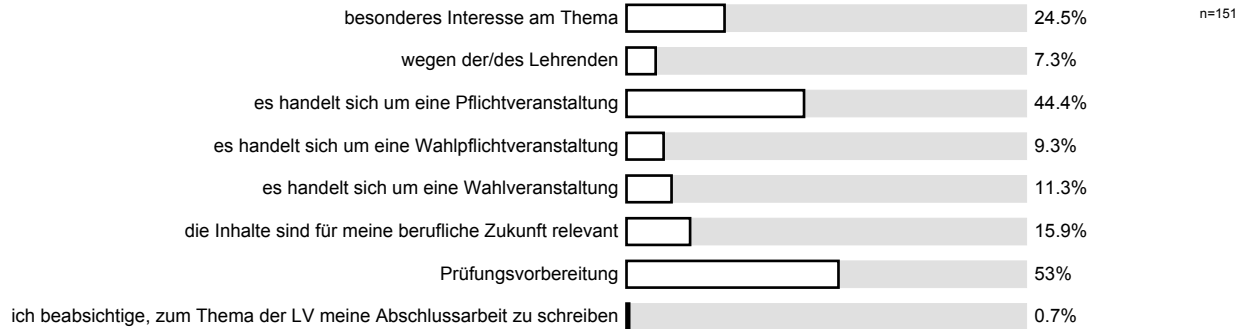 besonderes Interesse am Thema 24.5% n=151
wegen der/des Lehrenden 7.3%
es handelt sich um eine Pflichtveranstaltung 44.4%
es handelt sich um eine Wahlpflichtveranstaltung 9.3%
es handelt sich um eine Wahlveranstaltung 11.3%
die Inhalte sind für meine berufliche Zukunft relevant 15.9%
Prüfungsvorbereitung 53%
ich beabsichtige, zum Thema der LV meine Abschlussarbeit zu schreiben 0.7%